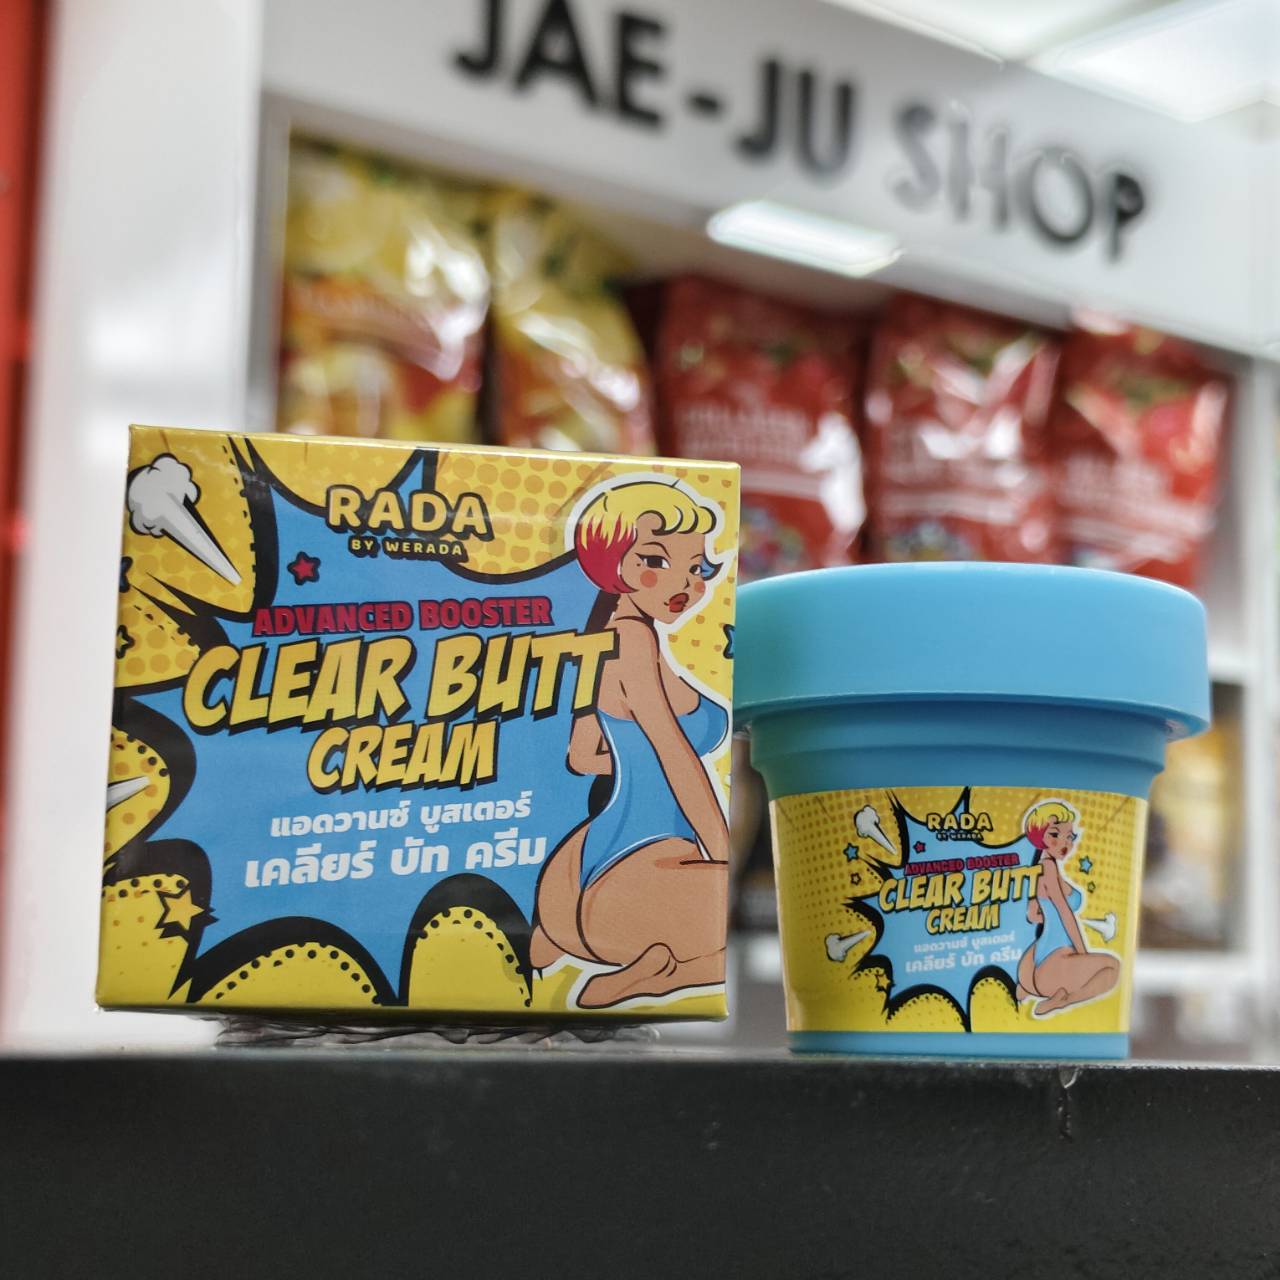 JAE-JU SHOP
RADA
BY WERADA
ADVANCED BOOSTER
CLEAR BUTT
CREAM
แอดวานซ์ บูสเตอร์
เคลียร์ บัท ครีม
RADA
BY WERADA
ADVANCED BOOSTER
CLEAR BUTT
CREAM
แอดวานซ์ บูสเตอร์
เคลียร์ บัท ครีม